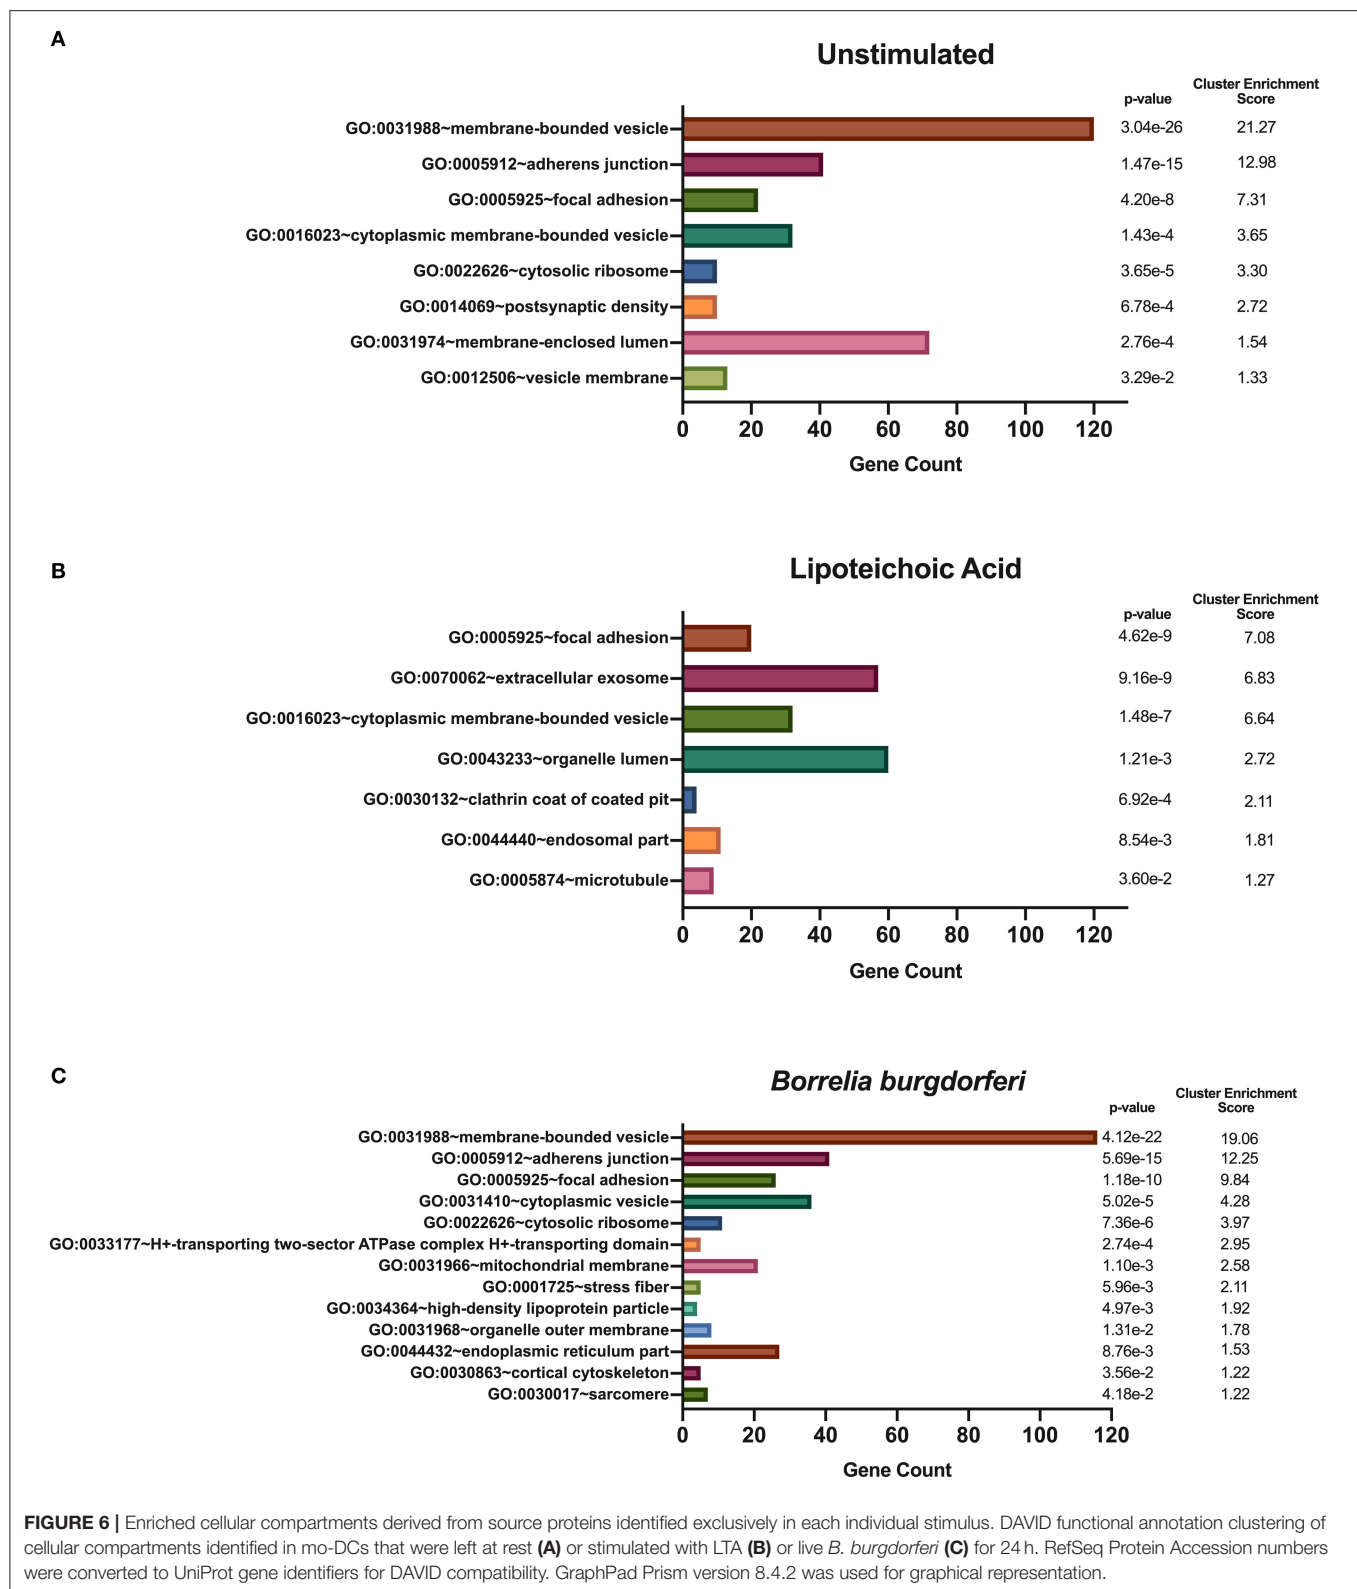 A
Unstimulated
p-value
Cluster Enrichment
Score
GO:0031988~membrane-bounded vesicle 3.04e-26 21.27
GO:0005912~adherens junction 1.47e-15 12.98
GO:0005925~focal adhesion 4.20e-8 7.31
GO:0016023~cytoplasmic membrane-bounded vesicle 1.43e-4 3.65
GO:0022626~cytosolic ribosome 3.65e-5 3.30
GO:0014069~postsynaptic density 6.78e-4 2.72
GO:0031974~membrane-enclosed lumen 2.76e-4 1.54
GO:0012506~vesicle membrane 3.29e-2 1.33
0 20 40 60 80 100 120
Gene Count
B
Lipoteichoic Acid
p-value
Cluster Enrichment
Score
GO:0005925~focal adhesion 4.62e-9 7.08
GO:0070062~extracellular exosome 9.16e-9 6.83
GO:0016023~cytoplasmic membrane-bounded vesicle 1.48e-7 6.64
GO:0043233~organelle lumen 1.21e-3 2.72
GO:0030132~clathrin coat of coated pit 6.92e-4 2.11
GO:0044440~endosomal part 8.54e-3 1.81
GO:0005874~microtubule 3.60e-2 1.27
0 20 40 60 80 100 120
Gene Count
C
Borrelia burgdorferi
p-value
Cluster Enrichment
Score
GO:0031988~membrane-bounded vesicle 4.12e-22 19.06
GO:0005912~adherens junction 5.69e-15 12.25
GO:0005925~focal adhesion 1.18e-10 9.84
GO:0031410~cytoplasmic vesicle 5.02e-5 4.28
GO:0022626~cytosolic ribosome 7.36e-6 3.97
GO:0033177~H+-transporting two-sector ATPase complex H+-transporting domain 2.74e-4 2.95
GO:0031966~mitochondrial membrane 1.10e-3 2.58
GO:0001725~stress fiber 5.96e-3 2.11
GO:0034364~high-density lipoprotein particle 4.97e-3 1.92
GO:0031968~organelle outer membrane 1.31e-2 1.78
GO:0044432~endoplasmic reticulum part 8.76e-3 1.53
GO:0030863~cortical cytoskeleton 3.56e-2 1.22
GO:0030017~sarcomere 4.18e-2 1.22
0 20 40 60 80 100 120
Gene Count
FIGURE 6 | Enriched cellular compartments derived from source proteins identified exclusively in each individual stimulus. DAVID functional annotation clustering of
cellular compartments identified in mo-DCs that were left at rest (A) or stimulated with LTA (B) or live B. burgdorferi (C) for 24 h. RefSeq Protein Accession numbers
were converted to UniProt gene identifiers for DAVID compatibility. GraphPad Prism version 8.4.2 was used for graphical representation.